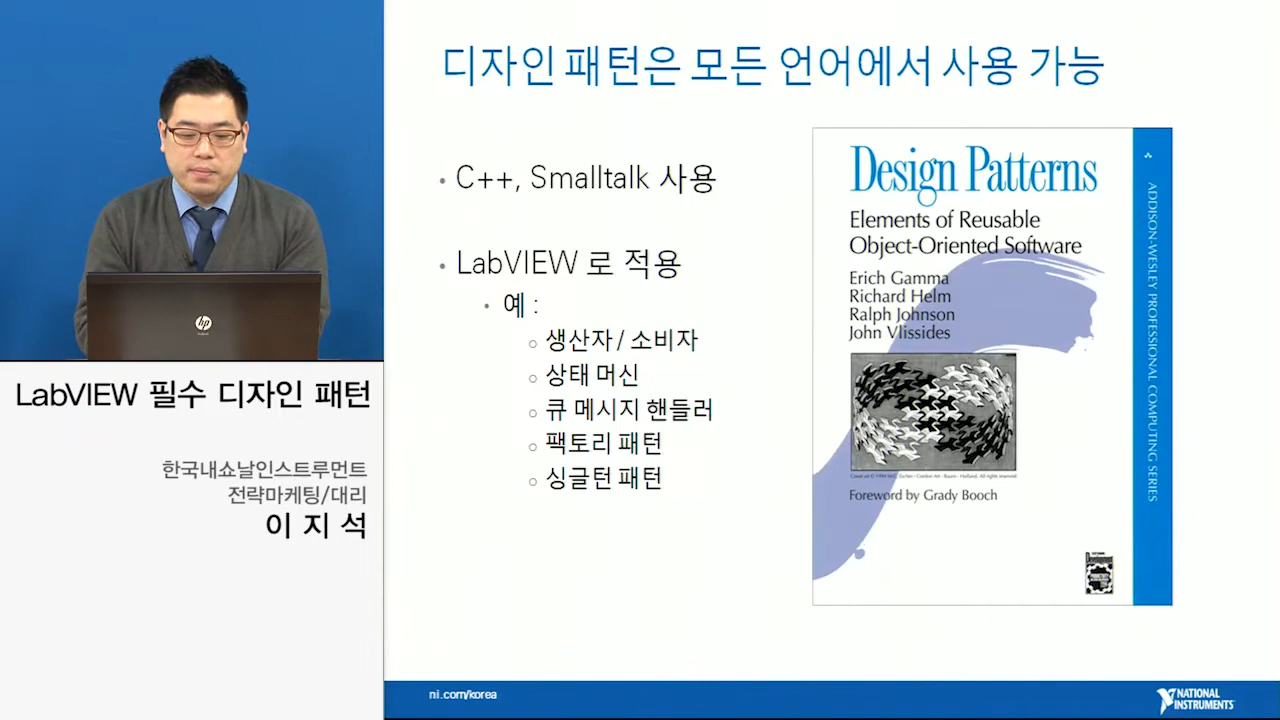 디자인 패턴은 모든 언어에서 사용 가능
• C++, Smalltalk 사용
• LabVIEW 로 적용
• 예 :
○ 생산자 / 소비자
○ 상태 머신
○ 큐 메시지 핸들러
○ 팩토리 패턴
○ 싱글턴 패턴
Design Patterns
Elements of Reusable
Object-Oriented Software
Erich Gamma
Richard Helm
Ralph Johnson
John Vlissides
Foreword by Grady Booch
ADDISON-WESLEY PROFESSIONAL COMPUTING SERIES
hp
LabVIEW 필수 디자인 패턴
한국내쇼날인스트루먼트
전략마케팅/대리
이 지 석
ni.com/korea
NATIONAL
INSTRUMENTS